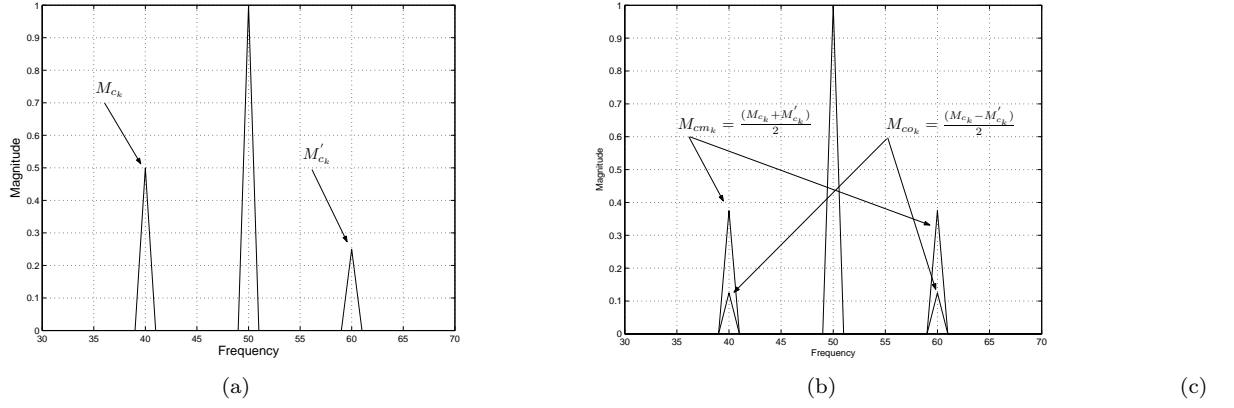 1
0.9
0.8
0.7
0.6
0.5
0.4
0.3
0.2
0.1
0
30 35 40 45 50 55 60 65 70
Magnitude
Frequency
M_{c_k}
M'_{c_k}
(a)
1
0.9
0.8
0.7
0.6
0.5
0.4
0.3
0.2
0.1
0
30 35 40 45 50 55 60 65 70
Magnitude
Frequency
M_{cm_k} = \frac{(M_{c_k}+M'_{c_k})}{2}
M_{co_k} = \frac{(M_{c_k}-M'_{c_k})}{2}
(b)
(c)